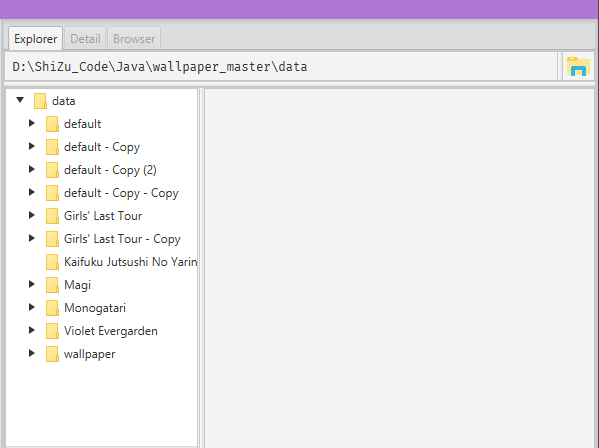 Explorer Detail Browser
D:\ShiZu_Code\Java\wallpaper_master\data
data
default
default - Copy
default - Copy (2)
default - Copy - Copy
Girls' Last Tour
Girls' Last Tour - Copy
Kaifuku Jutsushi No Yarin
Magi
Monogatari
Violet Evergarden
wallpaper